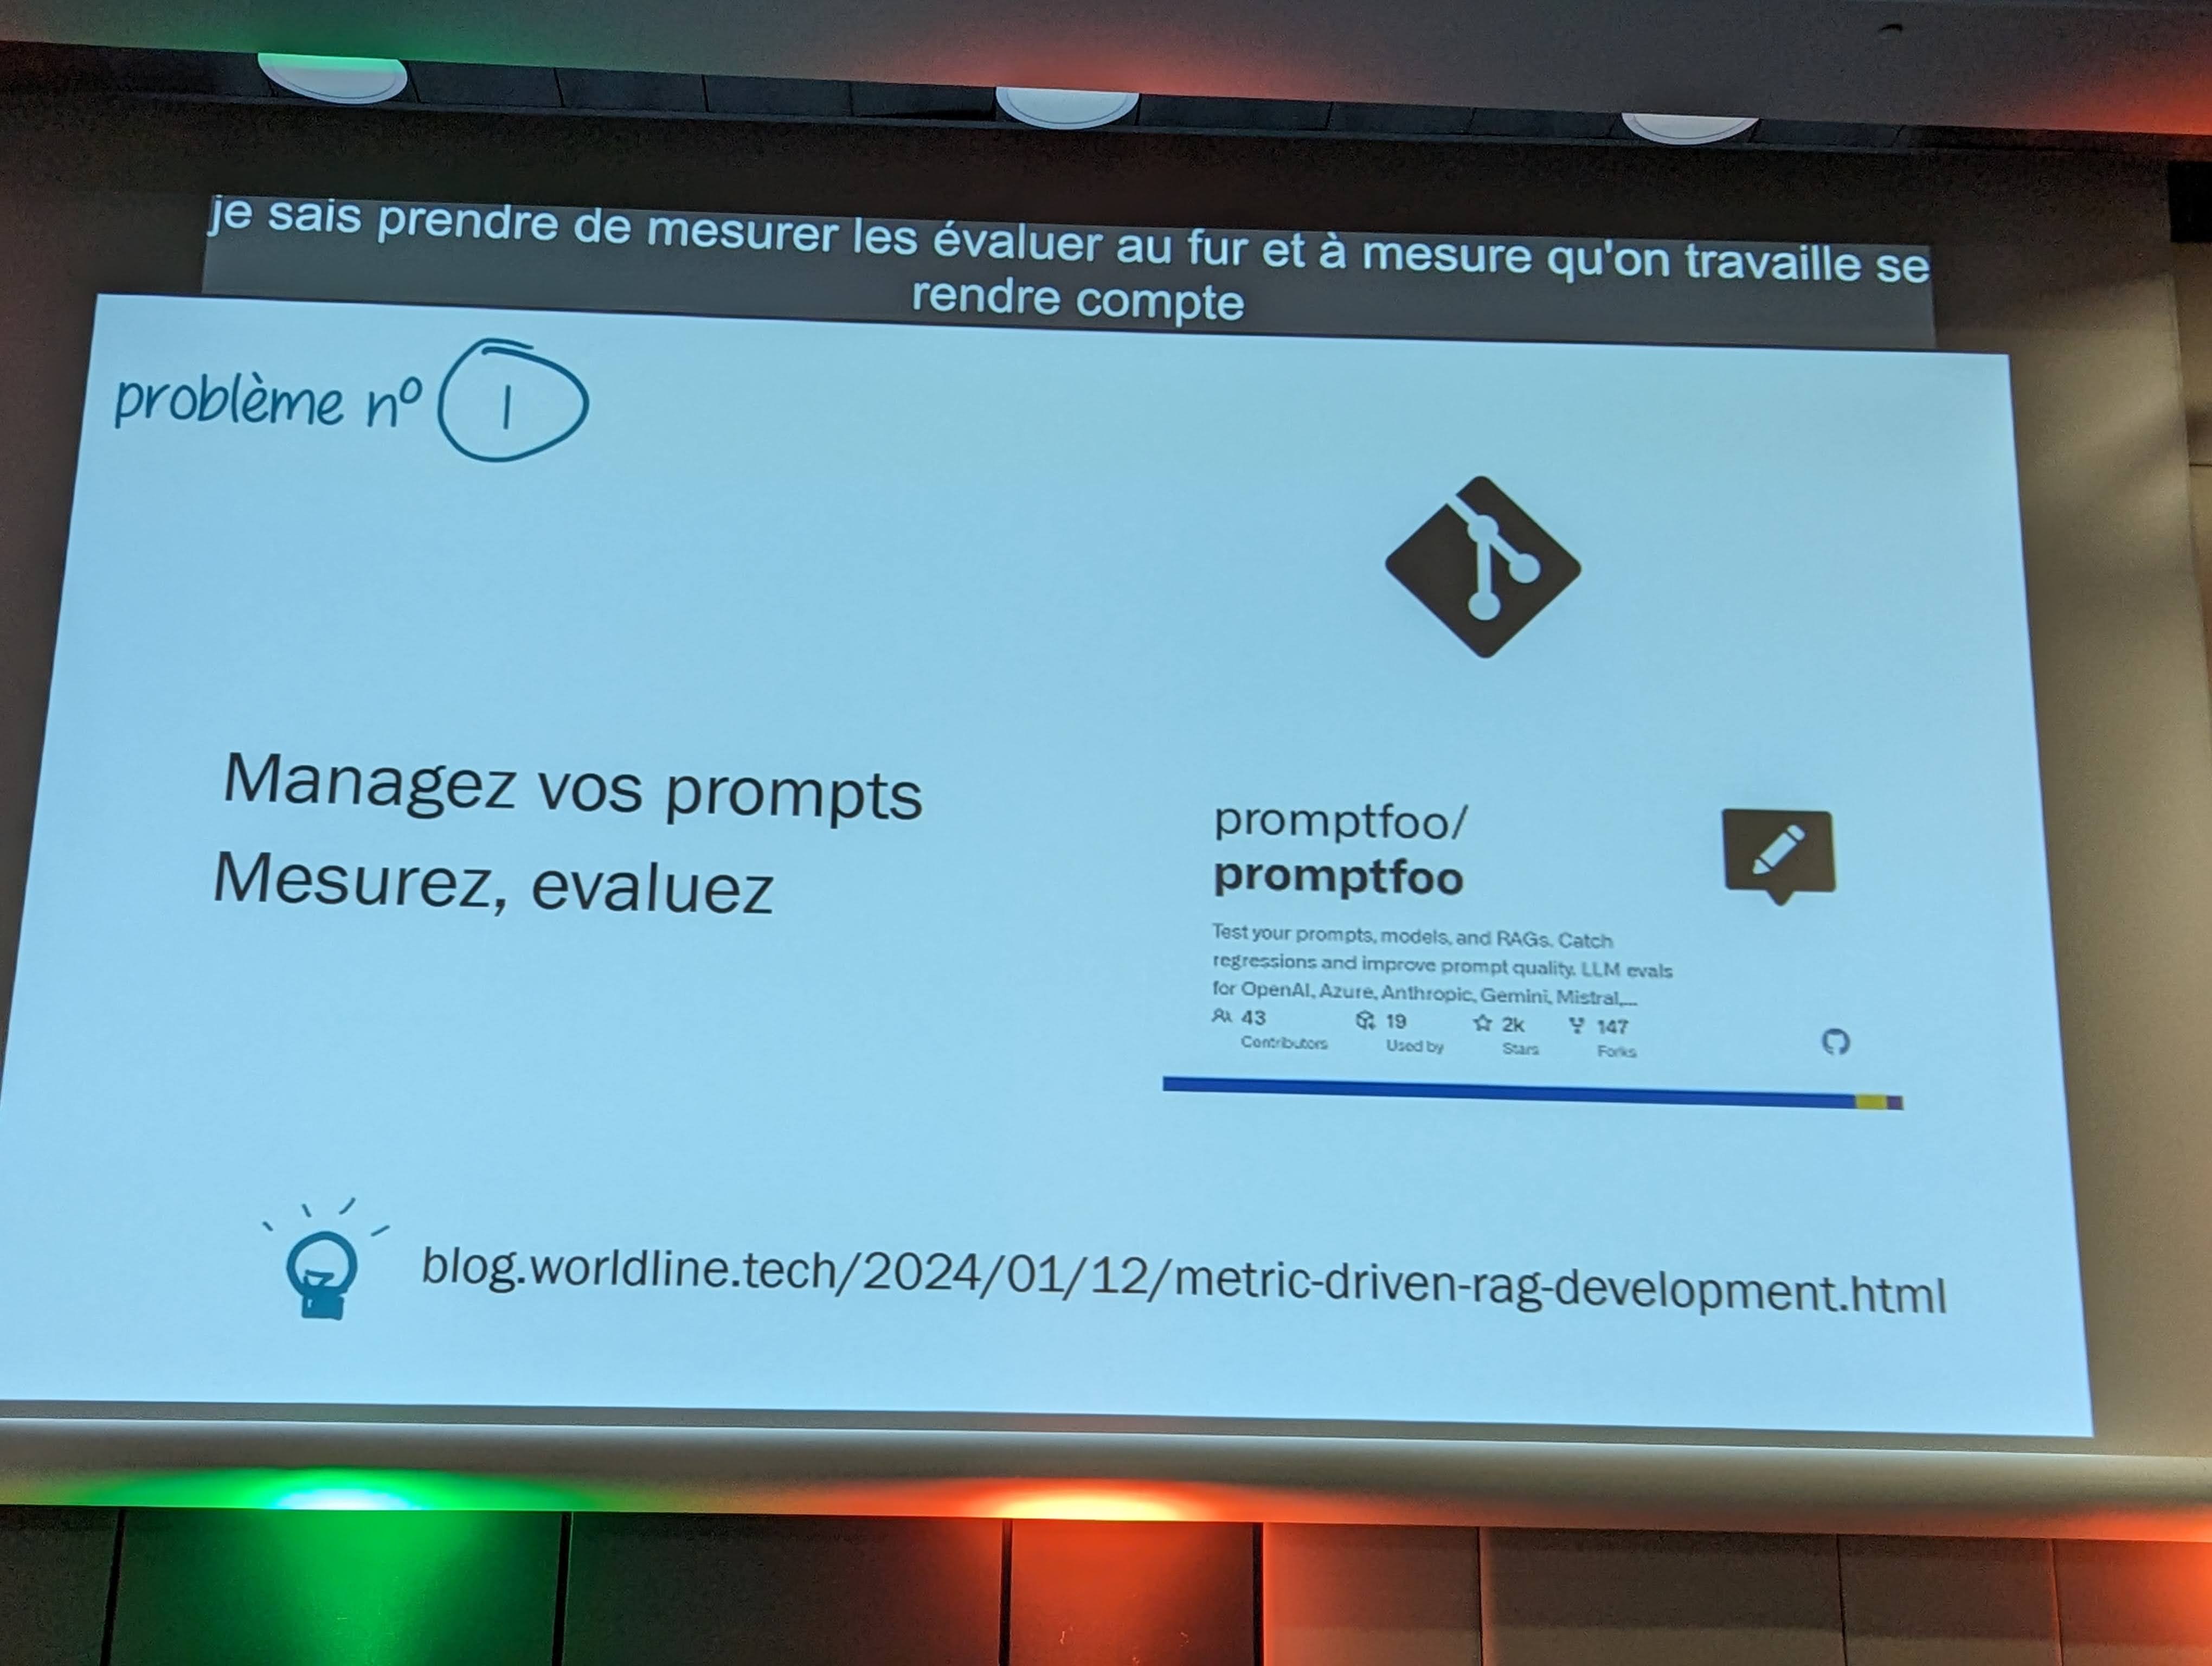 je sais prendre de mesurer les évaluer au fur et à mesure qu'on travaille se
rendre compte
problème nº 1
Managez vos prompts
Mesurez, evaluez
promptfoo/
promptfoo
Test your prompts, models, and RAGs. Catch
regressions and improve prompt quality. LLM evals
for OpenAI, Azure, Anthropic, Gemini, Mistral,...
43 19 2k 147
Contributors Used by Stars Forks
blog.worldline.tech/2024/01/12/metric-driven-rag-development.html